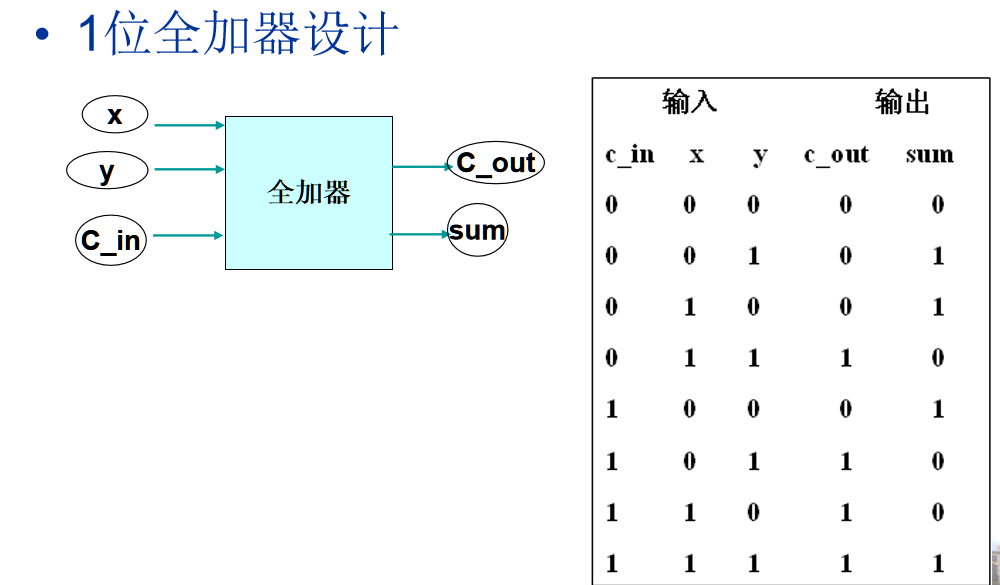 • 1位全加器设计
x
y
C_in
全加器
C_out
sum
输入 输出
c_in x y c_out sum
0 0 0 0 0
0 0 1 0 1
0 1 0 0 1
0 1 1 1 0
1 0 0 0 1
1 0 1 1 0
1 1 0 1 0
1 1 1 1 1